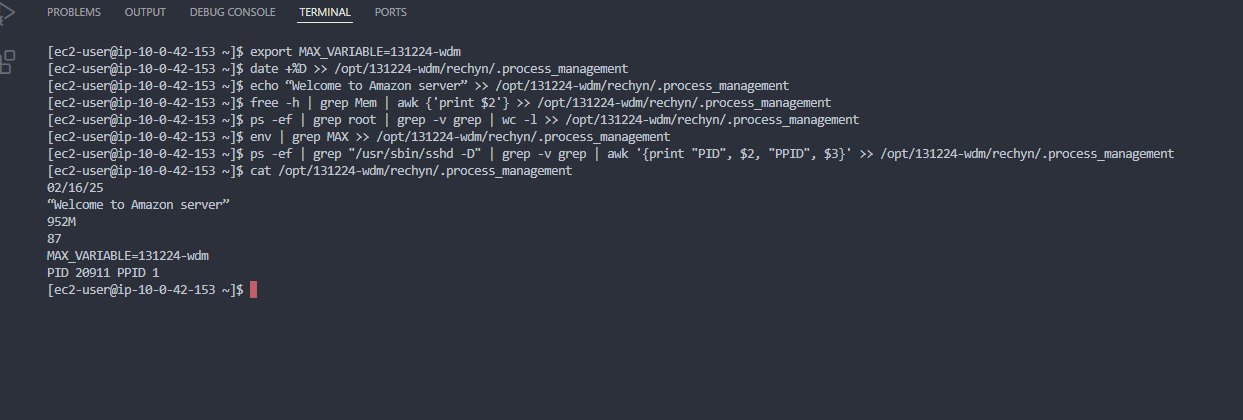 PROBLEMS OUTPUT DEBUG CONSOLE TERMINAL PORTS
[ec2-user@ip-10-0-42-153 ~]$ export MAX_VARIABLE=131224-wdm
[ec2-user@ip-10-0-42-153 ~]$ date +%D >> /opt/131224-wdm/rechyn/.process_management
[ec2-user@ip-10-0-42-153 ~]$ echo “Welcome to Amazon server” >> /opt/131224-wdm/rechyn/.process_management
[ec2-user@ip-10-0-42-153 ~]$ free -h | grep Mem | awk {'print $2'} >> /opt/131224-wdm/rechyn/.process_management
[ec2-user@ip-10-0-42-153 ~]$ ps -ef | grep root | grep -v grep | wc -l >> /opt/131224-wdm/rechyn/.process_management
[ec2-user@ip-10-0-42-153 ~]$ env | grep MAX >> /opt/131224-wdm/rechyn/.process_management
[ec2-user@ip-10-0-42-153 ~]$ ps -ef | grep "/usr/sbin/sshd -D" | grep -v grep | awk '{print "PID", $2, "PPID", $3}' >> /opt/131224-wdm/rechyn/.process_management
[ec2-user@ip-10-0-42-153 ~]$ cat /opt/131224-wdm/rechyn/.process_management
02/16/25
“Welcome to Amazon server”
952M
87
MAX_VARIABLE=131224-wdm
PID 20911 PPID 1
[ec2-user@ip-10-0-42-153 ~]$